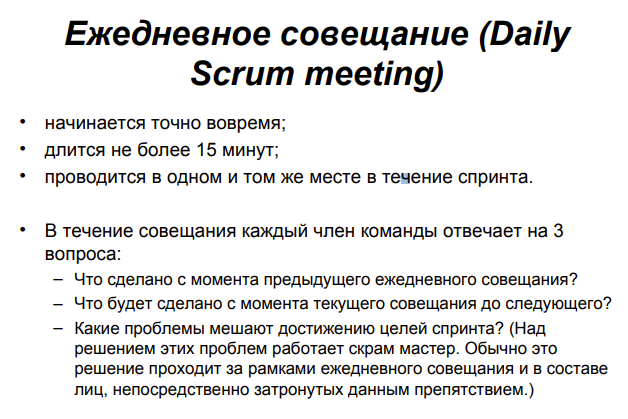 Ежедневное совещание (Daily
Scrum meeting)
• начинается точно вовремя;
• длится не более 15 минут;
• проводится в одном и том же месте в течение спринта.
• В течение совещания каждый член команды отвечает на 3
вопроса:
– Что сделано с момента предыдущего ежедневного совещания?
– Что будет сделано с момента текущего совещания до следующего?
– Какие проблемы мешают достижению целей спринта? (Над
решением этих проблем работает скрам мастер. Обычно это
решение проходит за рамками ежедневного совещания и в составе
лиц, непосредственно затронутых данным препятствием.)